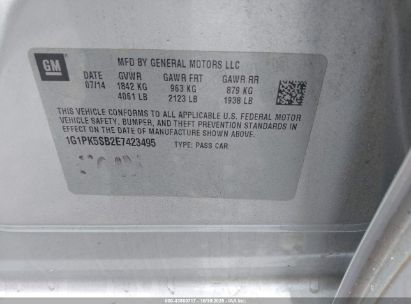 GM
MFD BY GENERAL MOTORS LLC
DATE GVWR GAWR FRT GAWR RR
07/14 1842 KG 963 KG 879 KG
4061 LB 2123 LB 1938 LB
THIS VEHICLE CONFORMS TO ALL APPLICABLE U.S. FEDERAL MOTOR
VEHICLE SAFETY, BUMPER, AND THEFT PREVENTION STANDARDS IN
EFFECT ON THE DATE OF MANUFACTURE SHOWN ABOVE.
1G1PK5SB2E7423495 TYPE: PASS CAR